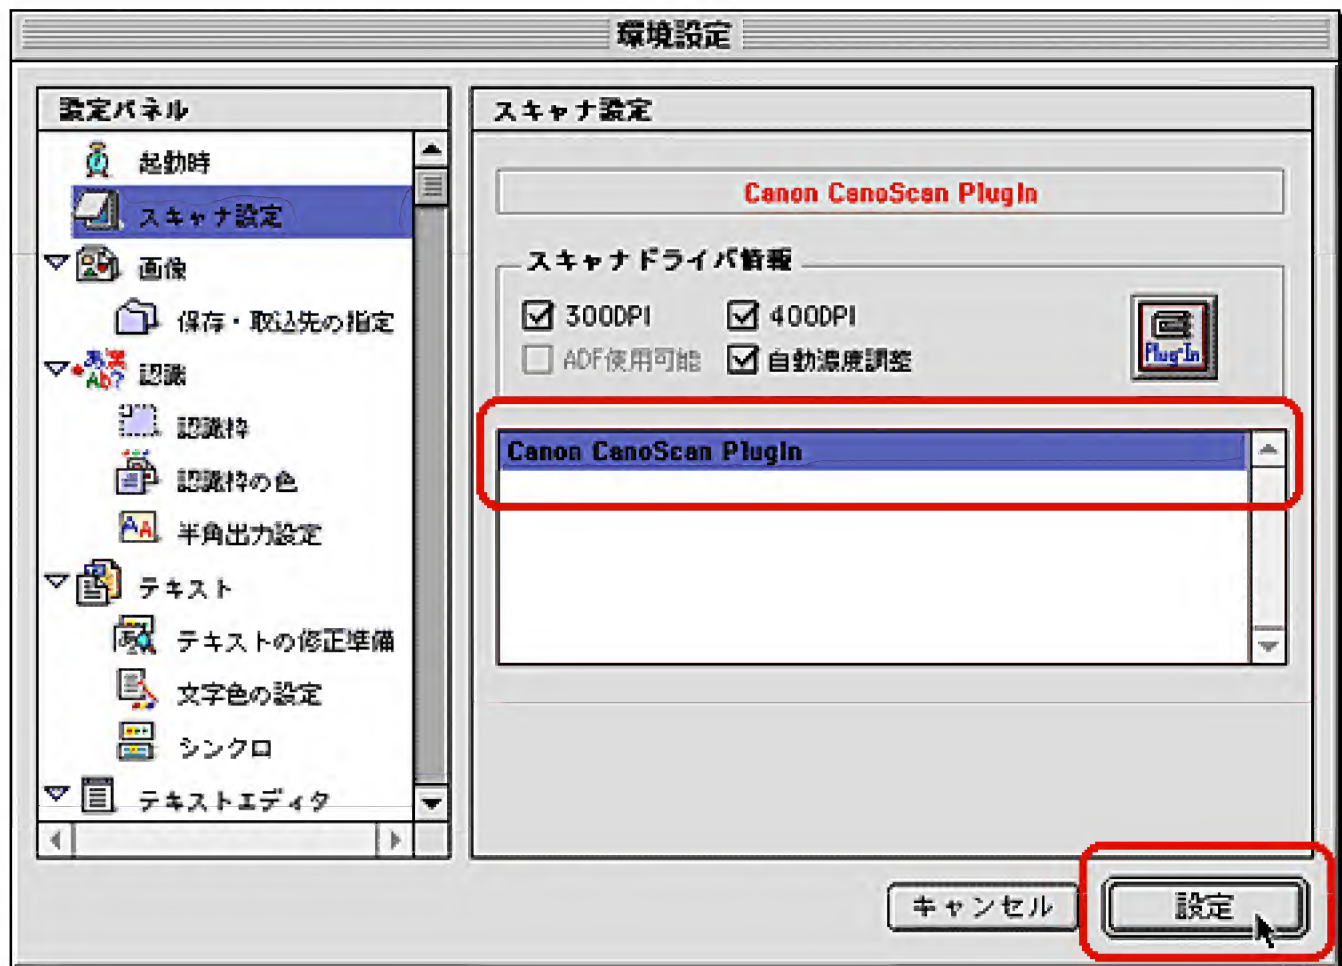 環境設定
設定パネル
起動時
スキャナ設定
画像
保存・取込先の指定
あ漢
Ab?
認識
認識枠
認識枠の色
AA
半角出力設定
テキスト
テキストの修正準備
文字色の設定
シンクロ
テキストエディタ
スキャナ設定
Canon CanoScan PlugIn
スキャナドライバ情報
300DPI
400DPI
ADF使用可能
自動濃度調整
Plug-In
Canon CanoScan PlugIn
キャンセル
設定